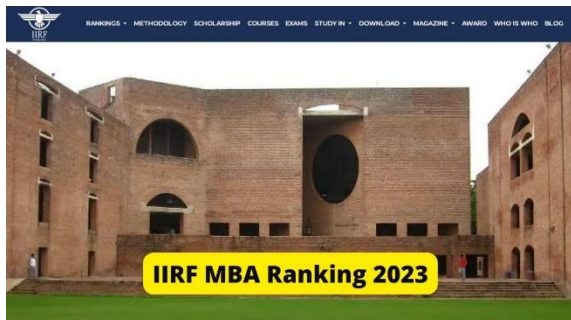 RANKINGS METHODOLOGY SCHOLARSHIP COURSES EXAMS STUDY IN DOWNLOAD MAGAZINE AWARD WHO IS WHO BLOG
IIRF
IIRF MBA Ranking 2023